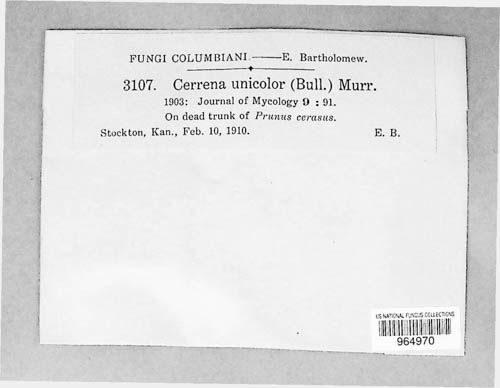 FUNGI COLUMBIANI.——E. Bartholomew.
3107. Cerrena unicolor (Bull.) Murr.
1903: Journal of Mycology 9 : 91.
On dead trunk of Prunus cerasus.
Stockton, Kan., Feb. 10, 1910. E. B.
US NATIONAL FUNGUS COLLECTIONS
964970